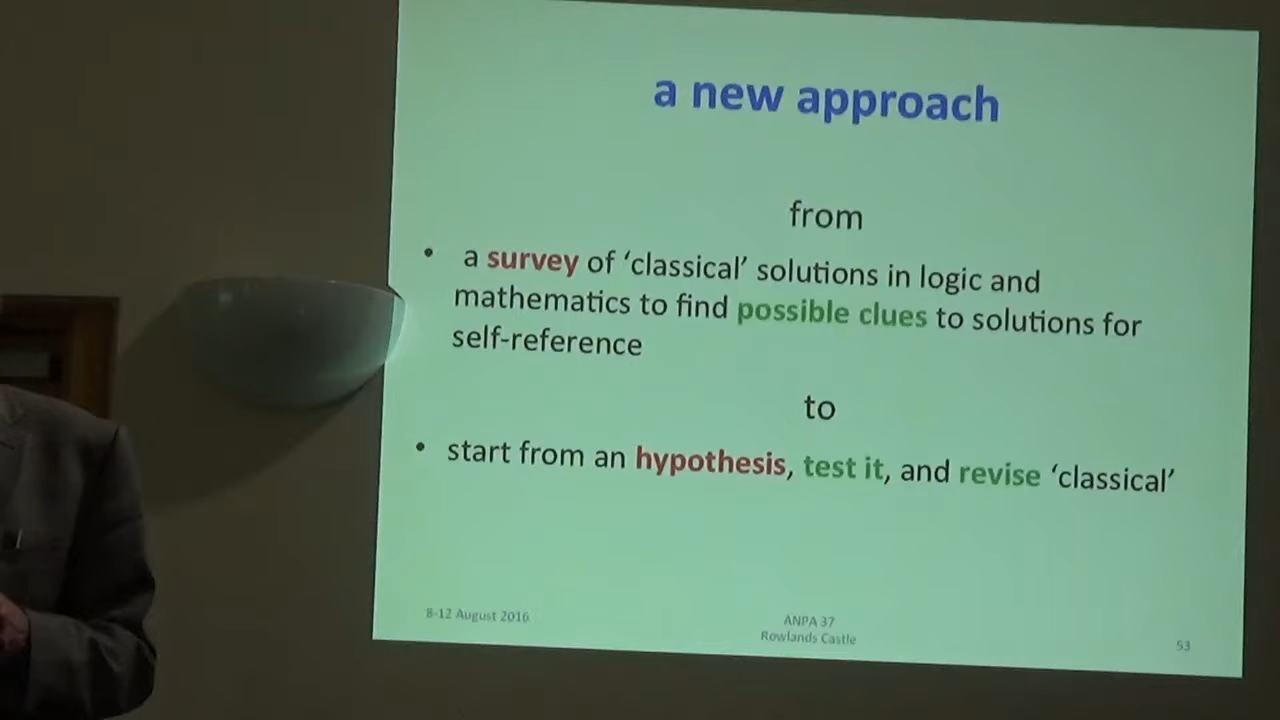 a new approach
from
• a survey of ‘classical’ solutions in logic and
mathematics to find possible clues to solutions for
self-reference
to
• start from an hypothesis, test it, and revise ‘classical’
8-12 August 2016
ANPA 37
Rowlands Castle
53